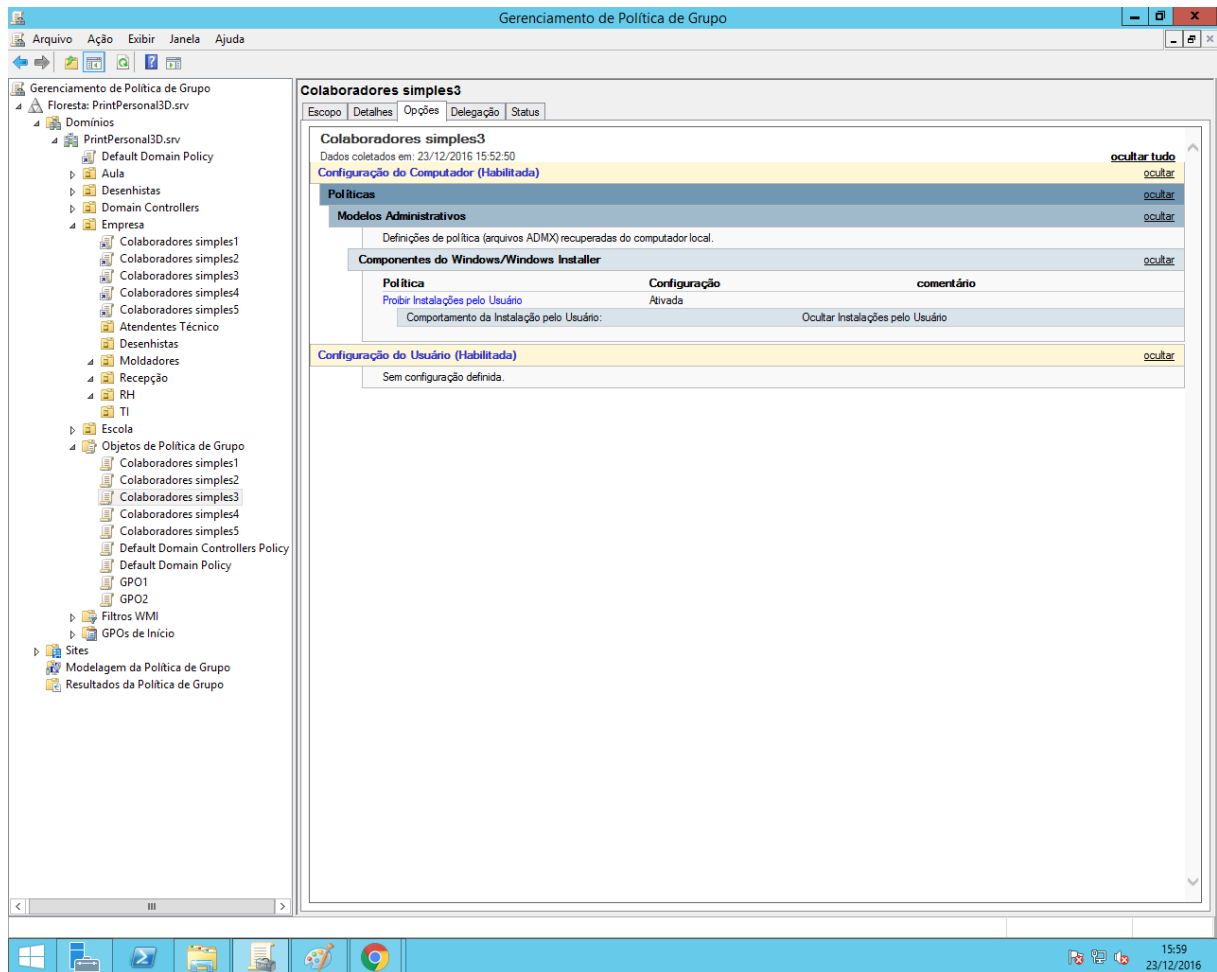 Gerenciamento de Política de Grupo
Arquivo Ação Exibir Janela Ajuda
Gerenciamento de Política de Grupo
Floresta: PrintPersonal3D.srv
Domínios
PrintPersonal3D.srv
Default Domain Policy
Aula
Desenhistas
Domain Controllers
Empresa
Colaboradores simples1
Colaboradores simples2
Colaboradores simples3
Colaboradores simples4
Colaboradores simples5
Atendentes Técnico
Desenhistas
Moldadores
Recepção
RH
TI
Escola
Objetos de Política de Grupo
Colaboradores simples1
Colaboradores simples2
Colaboradores simples3
Colaboradores simples4
Colaboradores simples5
Default Domain Controllers Policy
Default Domain Policy
GPO1
GPO2
Filtros WMI
GPOs de Início
Sites
Modelagem da Política de Grupo
Resultados da Política de Grupo
Colaboradores simples3
Escopo Detalhes Opções Delegação Status
Colaboradores simples3
Dados coletados em: 23/12/2016 15:52:50 ocultar tudo
Configuração do Computador (Habilitada) ocultar
Políticas ocultar
Modelos Administrativos ocultar
Definições de política (arquivos ADMX) recuperadas do computador local.
Componentes do Windows/Windows Installer ocultar
Política Configuração comentário
Proibir Instalações pelo Usuário Ativada
Comportamento da Instalação pelo Usuário: Ocultar Instalações pelo Usuário
Configuração do Usuário (Habilitada) ocultar
Sem configuração definida.
15:59
23/12/2016